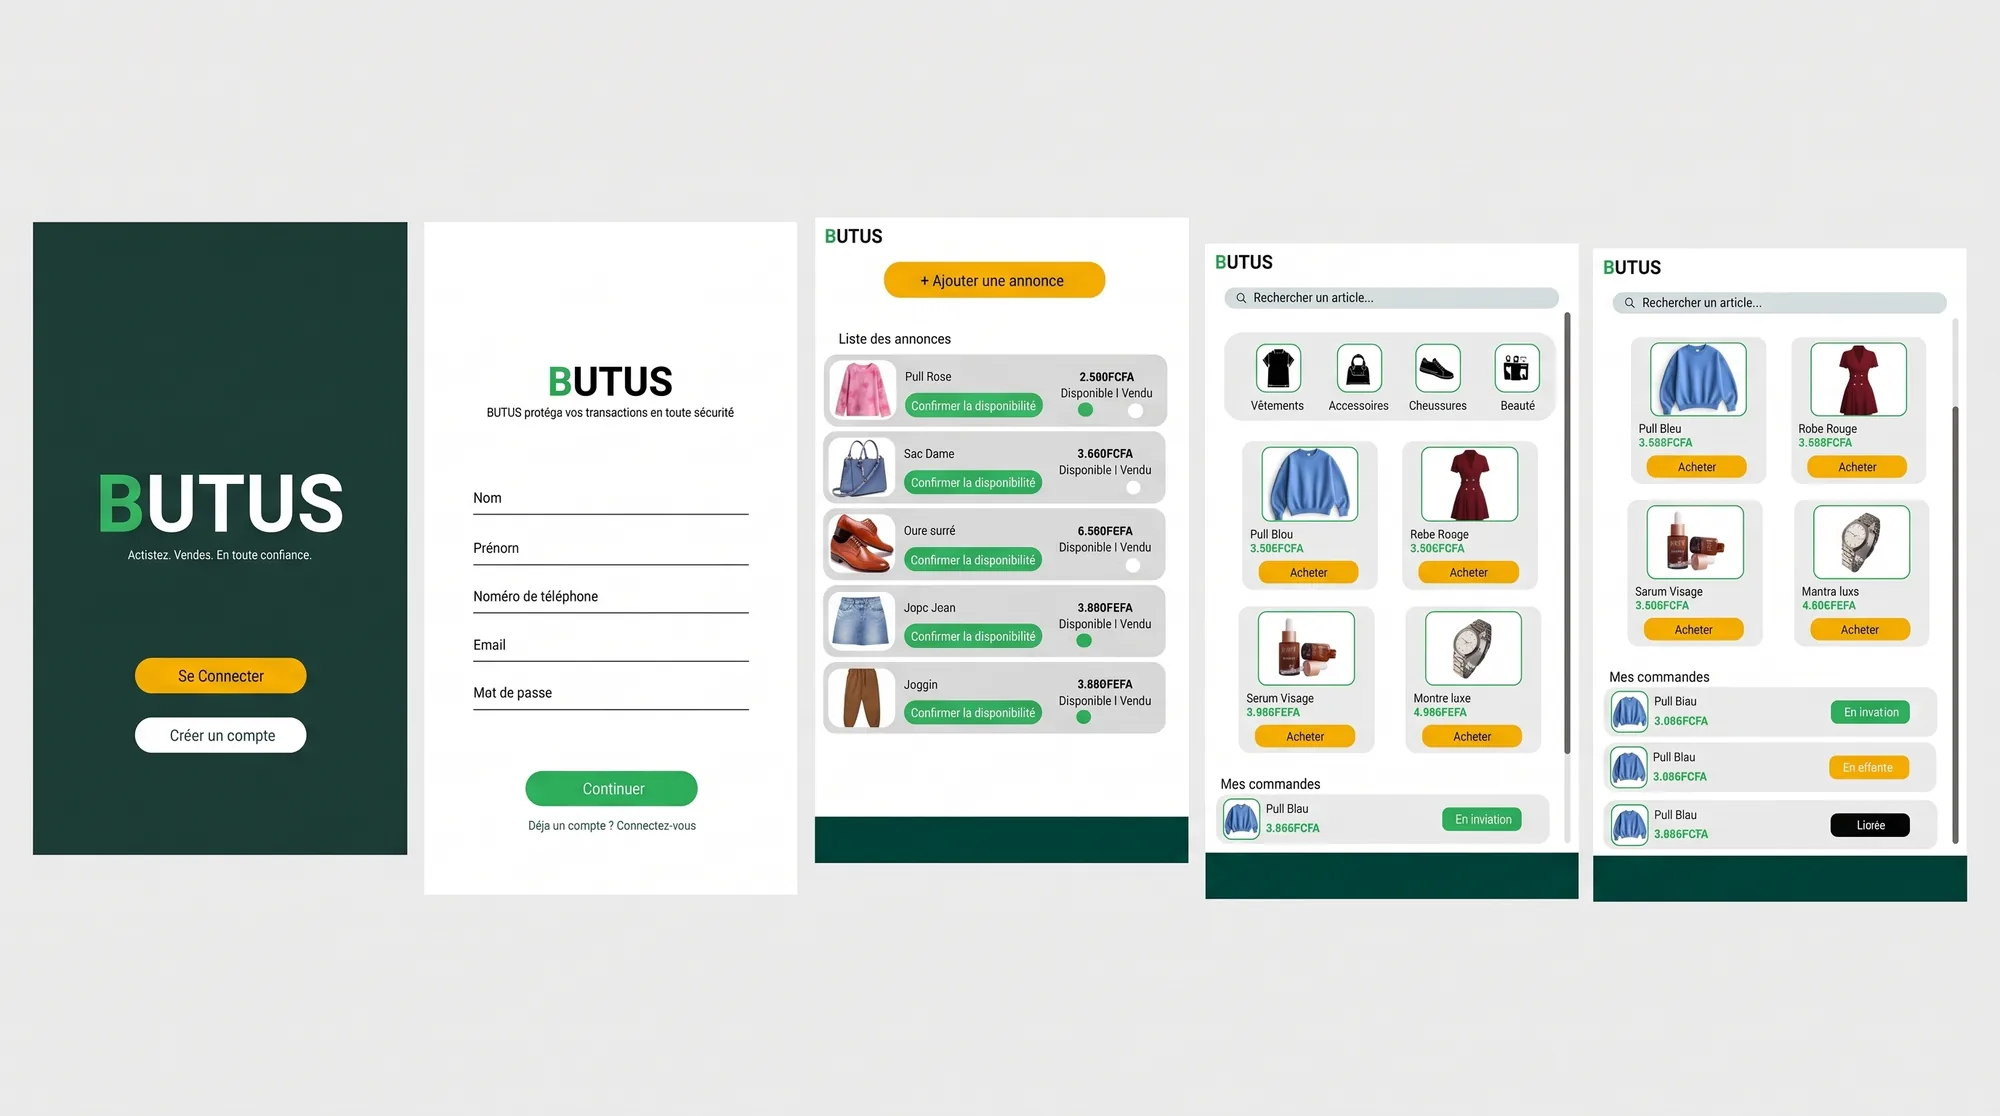 BUTUS
Actistez. Vendes. En toute confiance.
Se Connecter
Créer un compte
BUTUS
BUTUS protéga vos transactions en toute sécurité
Nom
Prénorn
Noméro de téléphone
Email
Mot de passe
Continuer
Déja un compte ? Connectez-vous
BUTUS
+ Ajouter une annonce
Liste des annonces
Pull Rose
2.500FCFA
Disponible | Vendu
Confirmer la disponibilité
Sac Dame
3.660FCFA
Disponible | Vendu
Confirmer la disponibilité
Oure surré
6.560FEFA
Disponible | Vendu
Confirmer la disponibilité
Jopc Jean
3.880FEFA
Disponible | Vendu
Confirmer la disponibilité
Joggin
3.880FEFA
Disponible | Vendu
Confirmer la disponibilité
BUTUS
Rechercher un article...
Vêtements
Accessoires
Cheussures
Beauté
Pull Blou
3.50EFCFA
Acheter
Rebe Rooge
3.50EFCFA
Acheter
Serum Visage
3.986FEFA
Acheter
Montre luxe
4.986FEFA
Acheter
Mes commandes
Pull Blau
3.866FCFA
En inviation
BUTUS
Rechercher un article...
Pull Bleu
3.588FCFA
Acheter
Robe Rouge
3.588FCFA
Acheter
Sarum Visage
3.506FCFA
Acheter
Mantra luxs
4.60EFEFA
Acheter
Mes commandes
Pull Biau
3.086FCFA
En invation
Pull Blau
3.086FCFA
En effante
Pull Blau
3.886FCFA
Liorée